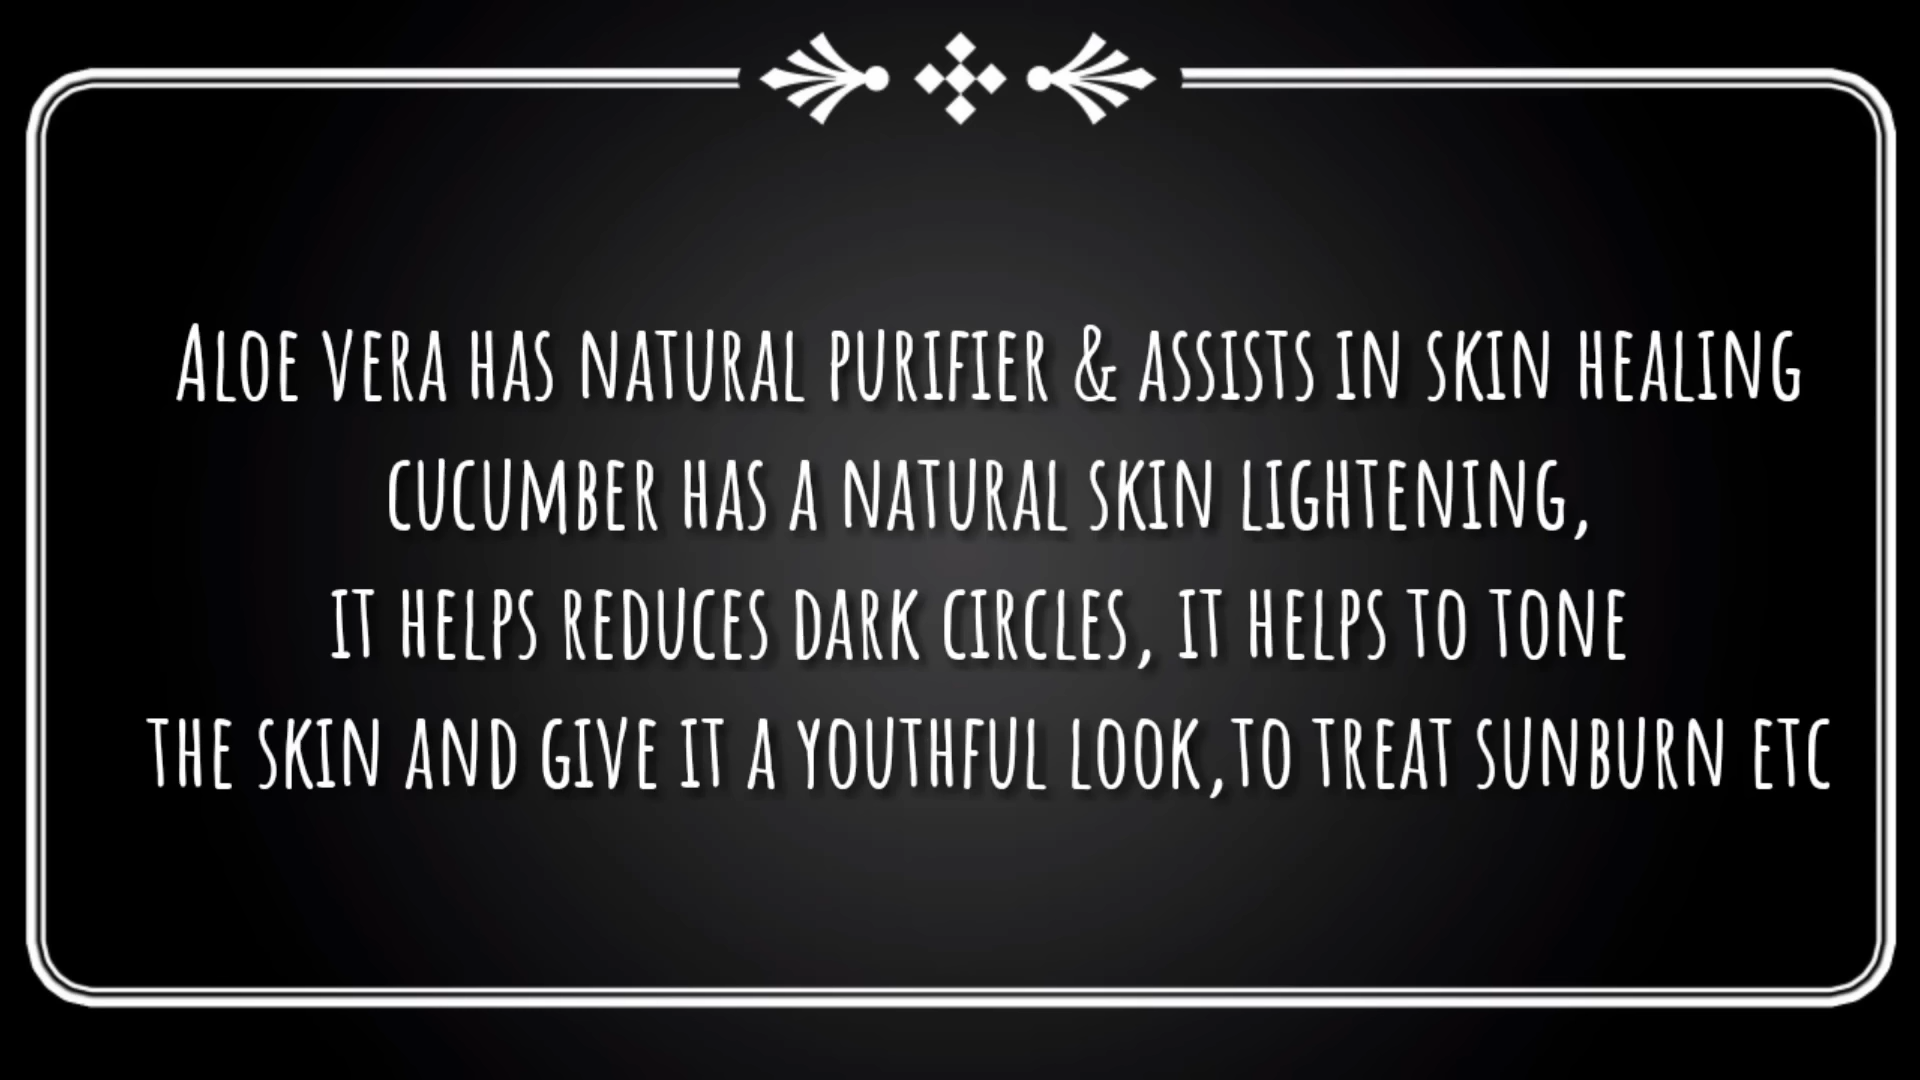 Aloe vera has natural purifier & assists in skin healing
cucumber has a natural skin lightening,
it helps reduces dark circles, it helps to tone
the skin and give it a youthful look,to treat sunburn etc